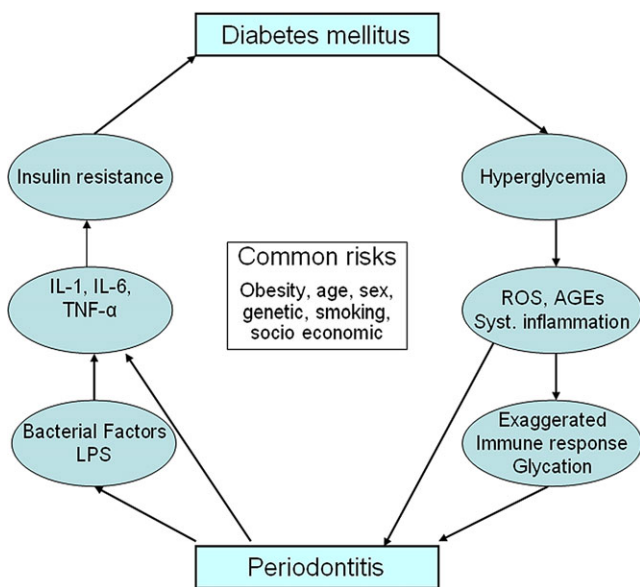 Diabetes mellitus
Insulin resistance
Hyperglycemia
Common risks
Obesity, age, sex,
genetic, smoking,
socio economic
IL-1, IL-6,
TNF-α
ROS, AGEs
Syst. inflammation
Bacterial Factors
LPS
Exaggerated
Immune response
Glycation
Periodontitis